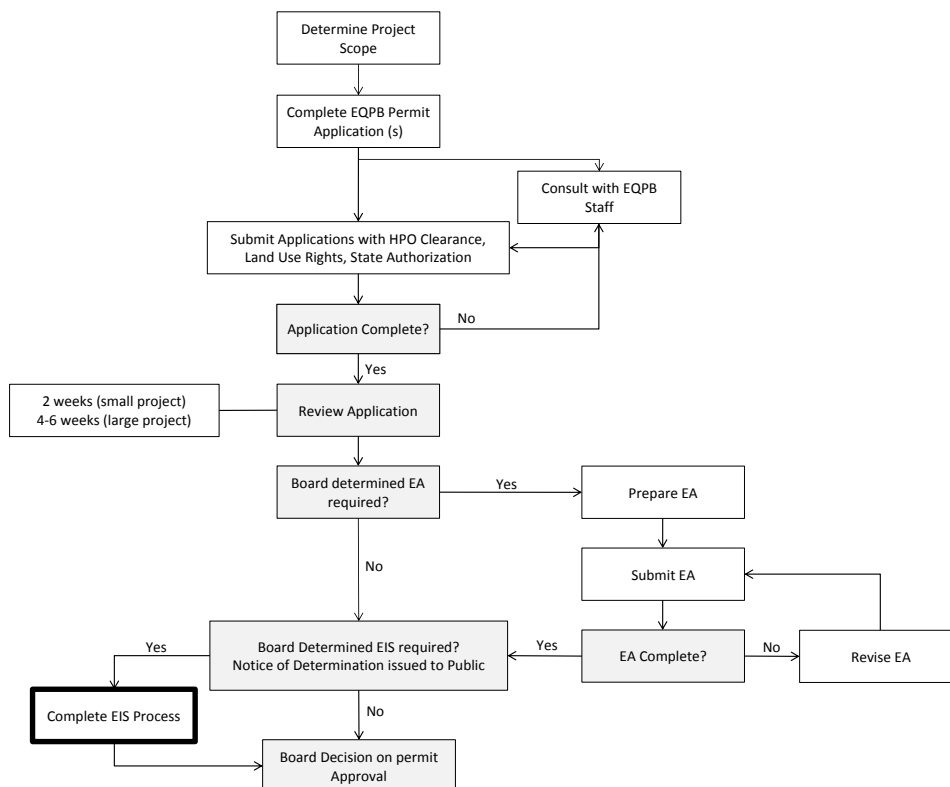 Determine Project
Scope
Complete EQPB Permit
Application (s)
Consult with EQPB
Staff
Submit Applications with HPO Clearance,
Land Use Rights, State Authorization
Application Complete?
No
Yes
2 weeks (small project)
4-6 weeks (large project)
Review Application
Board determined EA
required?
Yes
Prepare EA
No
Submit EA
Board Determined EIS required?
Notice of Determination issued to Public
Yes
Yes
EA Complete?
No
Revise EA
Complete EIS Process
No
Board Decision on permit
Approval